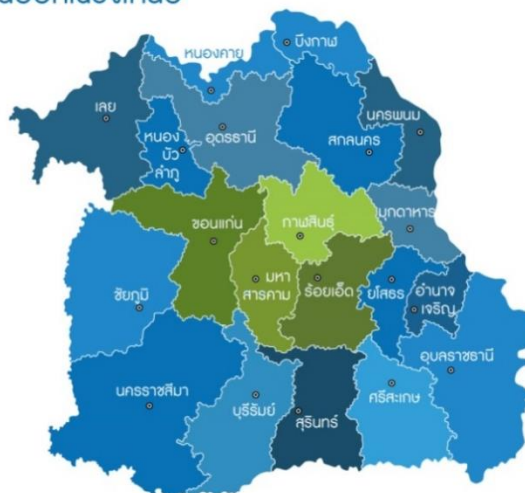 บึงกาฬ
หนองคาย
เลย
นครพนม
อุดรธานี
หนอง
บัว
ลำภู
สกลนคร
ขอนแก่น
กาฬสินธุ์
มุกดาหาร
มหา
สารคาม
ร้อยเอ็ด
ยโสธร
อำนาจ
เจริญ
ชัยภูมิ
อุบลราชธานี
นครราชสีมา
บุรีรัมย์
สุรินทร์
ศรีสะเกษ